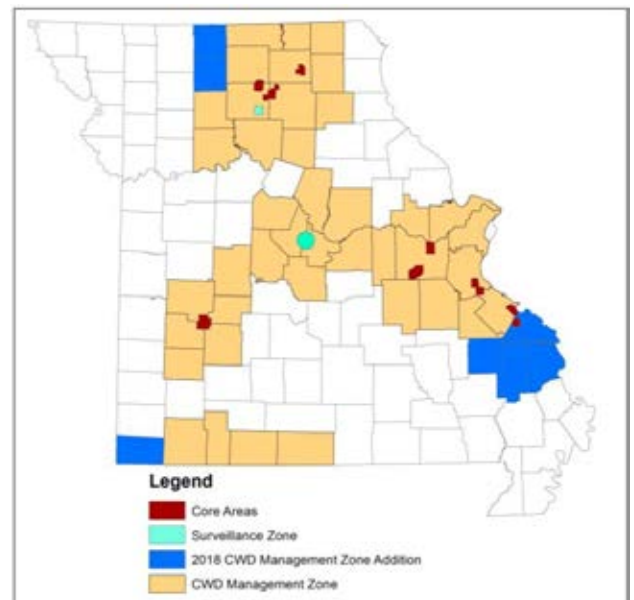 Legend
Core Areas
Surveillance Zone
2018 CWD Management Zone Addition
CWD Management Zone